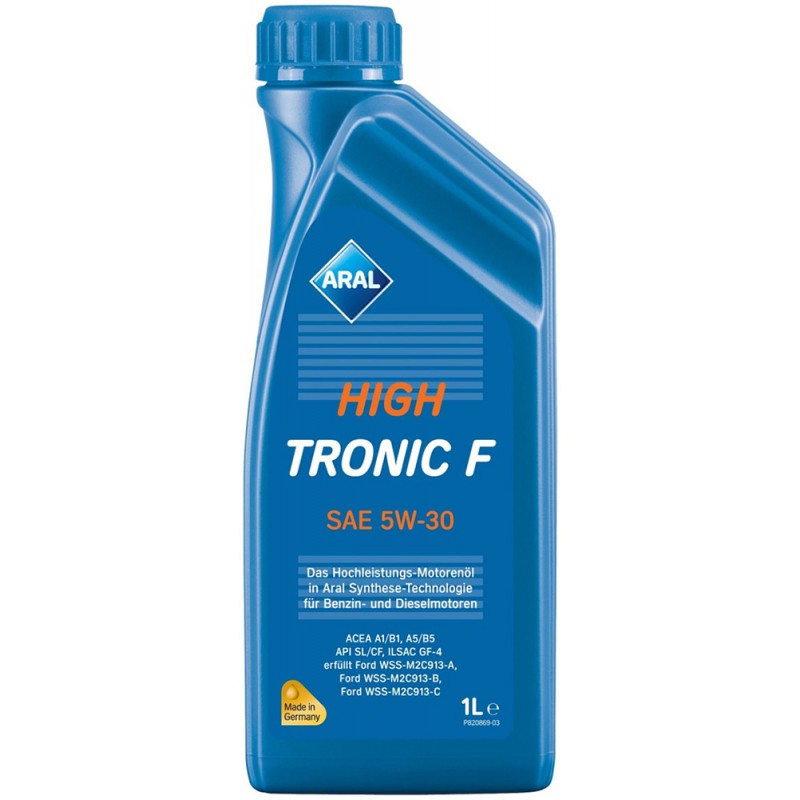 ARAL
HIGH
TRONIC F
SAE 5W-30
Das Hochleistungs-Motorenöl
in Aral Synthese-Technologie
für Benzin- und Dieselmotoren
ACEA A1/B1, A5/B5
API SL/CF, ILSAC GF-4
erfüllt Ford WSS-M2C913-A,
Ford WSS-M2C913-B,
Ford WSS-M2C913-C
Made in
Germany
1L e
P820869-03